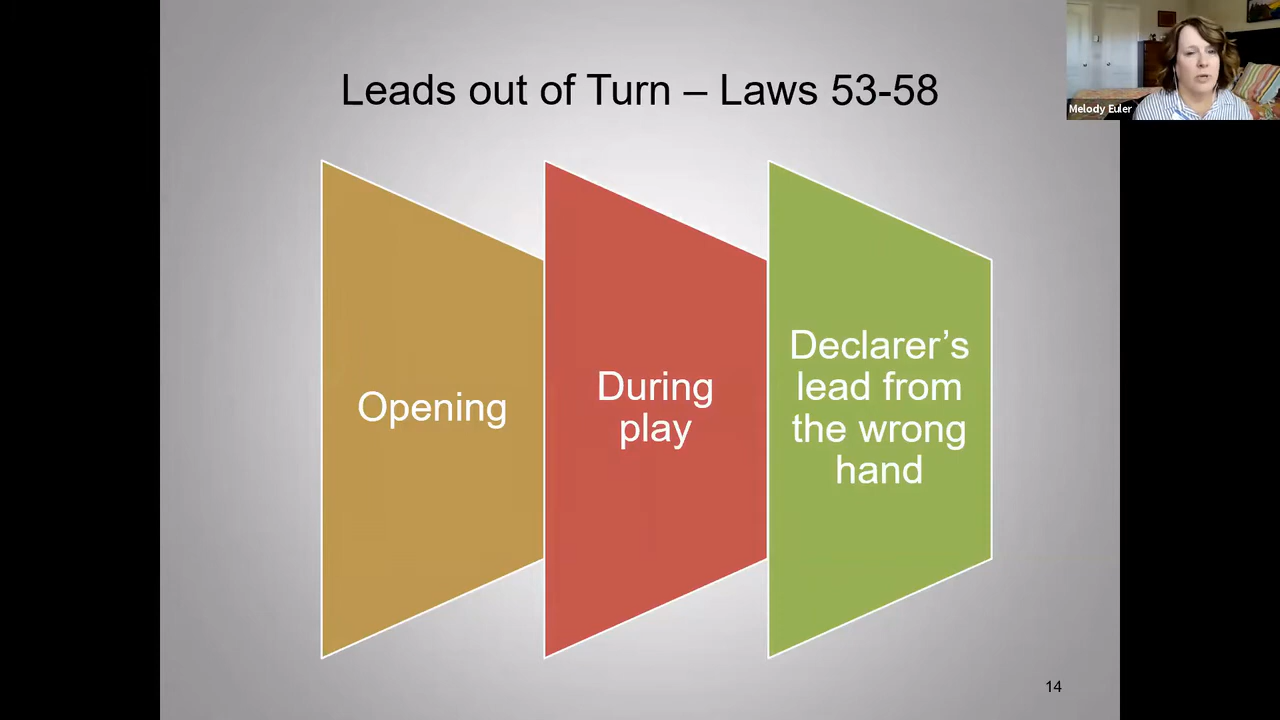 Leads out of Turn – Laws 53-58
Melody Euler
Opening
During
play
Declarer’s
lead from
the wrong
hand
14